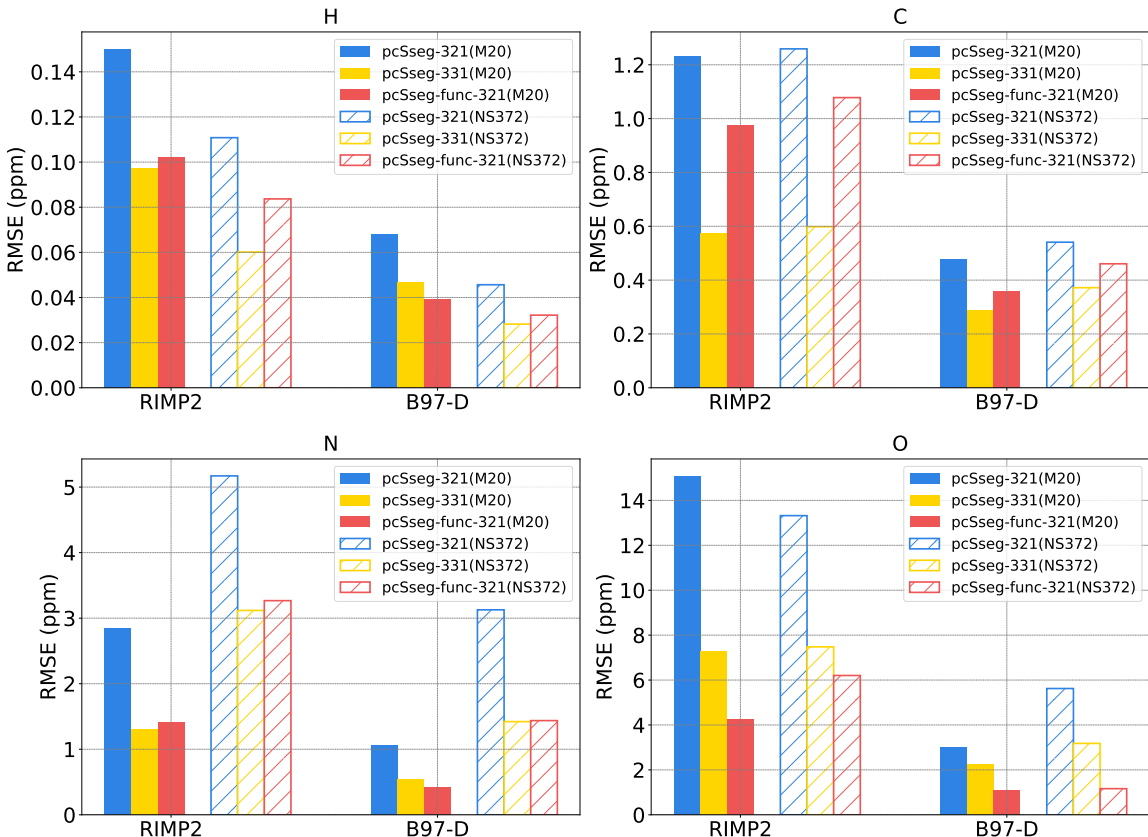 H
RMSE (ppm)
0.14
0.12
0.10
0.08
0.06
0.04
0.02
0.00
pcSseg-321(M20)
pcSseg-331(M20)
pcSseg-func-321(M20)
pcSseg-321(NS372)
pcSseg-331(NS372)
pcSseg-func-321(NS372)
RIMP2
B97-D
C
RMSE (ppm)
1.2
1.0
0.8
0.6
0.4
0.2
0.0
pcSseg-321(M20)
pcSseg-331(M20)
pcSseg-func-321(M20)
pcSseg-321(NS372)
pcSseg-331(NS372)
pcSseg-func-321(NS372)
RIMP2
B97-D
N
RMSE (ppm)
5
4
3
2
1
0
pcSseg-321(M20)
pcSseg-331(M20)
pcSseg-func-321(M20)
pcSseg-321(NS372)
pcSseg-331(NS372)
pcSseg-func-321(NS372)
RIMP2
B97-D
O
RMSE (ppm)
14
12
10
8
6
4
2
0
pcSseg-321(M20)
pcSseg-331(M20)
pcSseg-func-321(M20)
pcSseg-321(NS372)
pcSseg-331(NS372)
pcSseg-func-321(NS372)
RIMP2
B97-D